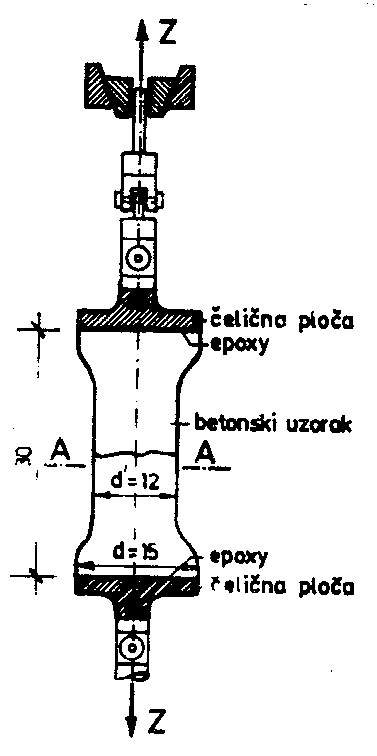 Z
čelična ploča
epoxy
betonski uzorak
30
A A
d'=12
d=15
epoxy
čelična ploča
Z